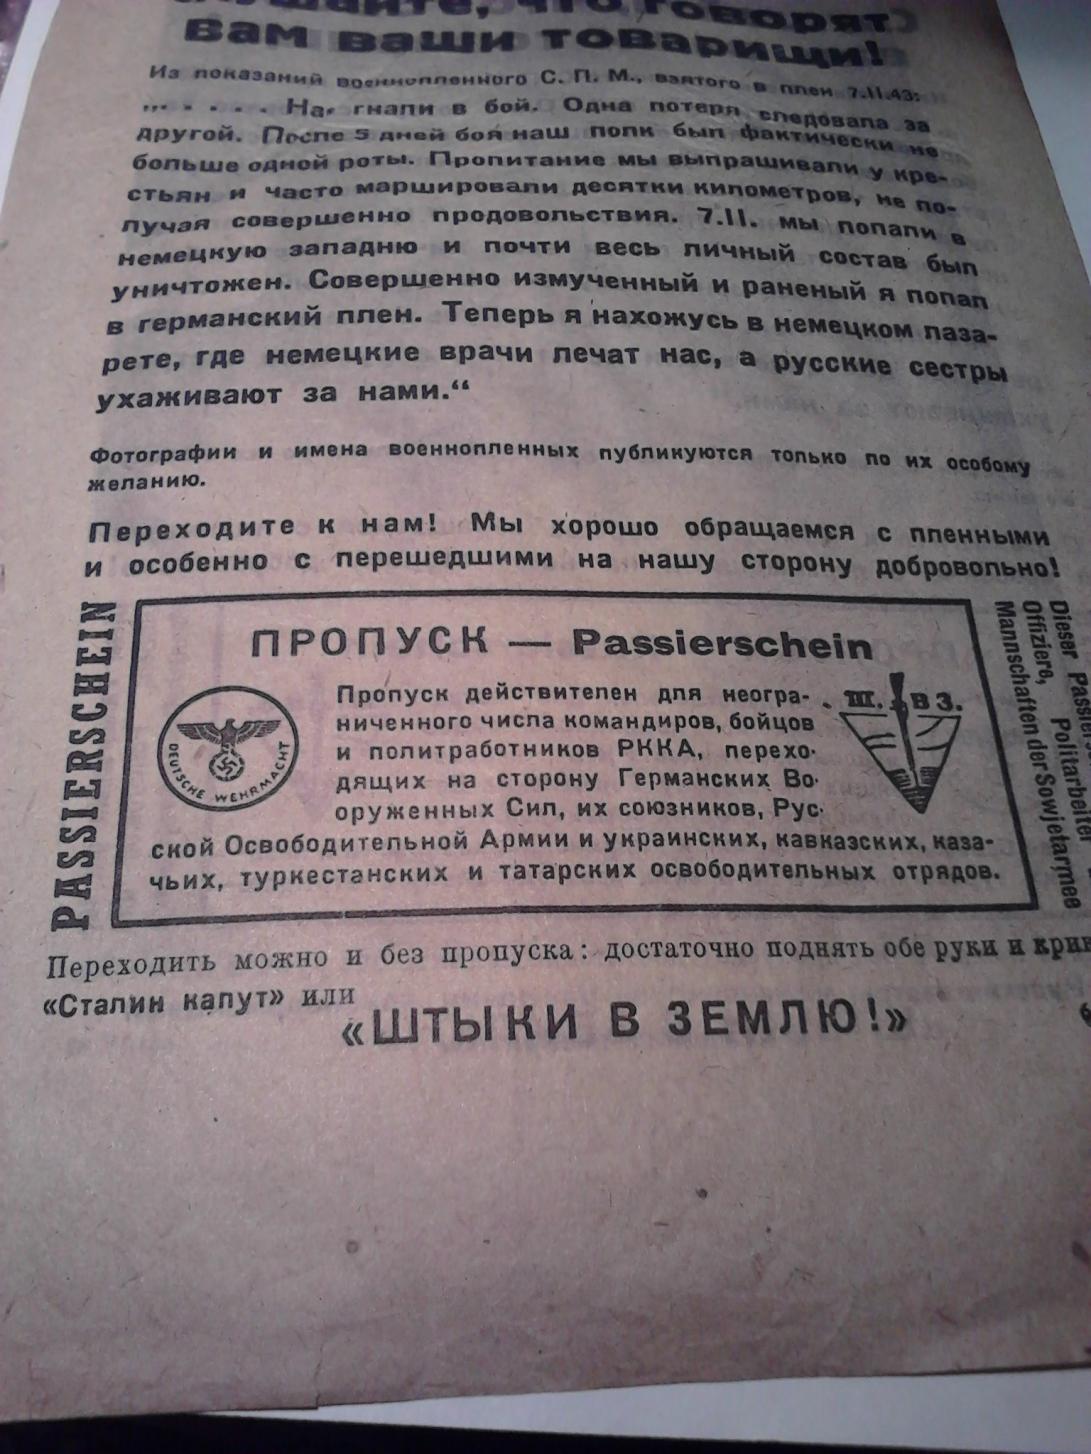 Слушайте, что говорят
Вам ваши товарищи!
Из показаний военнопленного С. П. М., взятого в плен 7.II.43:
„. . . . . Нас гнали в бой. Одна потеря следовала за
другой. После 5 дней боя наш полк был фактически не
больше одной роты. Пропитание мы выпрашивали у кре-
стьян и часто маршировали десятки километров, не по-
лучая совершенно продовольствия. 7.II. мы попали в
немецкую западню и почти весь личный состав был
уничтожен. Совершенно измученный и раненый я попал
в германский плен. Теперь я нахожусь в немецком лаза-
рете, где немецкие врачи лечат нас, а русские сестры
ухаживают за нами.“
Фотографии и имена военнопленных публикуются только по их особому
желанию.
Переходите к нам! Мы хорошо обращаемся с пленными
и особенно с перешедшими на нашу сторону добровольно!
PASSIERSCHEIN
ПРОПУСК — Passierschein
DEUTSCHE WEHRMACHT
Пропуск действителен для неогра-
ниченного числа командиров, бойцов
и политработников РККА, перехо-
дящих на сторону Германских Во-
оруженных Сил, их союзников, Рус-
ской Освободительной Армии и украинских, кавказских, каза-
чьих, туркестанских и татарских освободительных отрядов.
Ш. В З.
Dieser
Offiziere, Politarbeiter
Mannschaften der Sowjetarmee
Переходить можно и без пропуска: достаточно поднять обе руки и
«Сталин капут» или
«ШТЫКИ В ЗЕМЛЮ!»